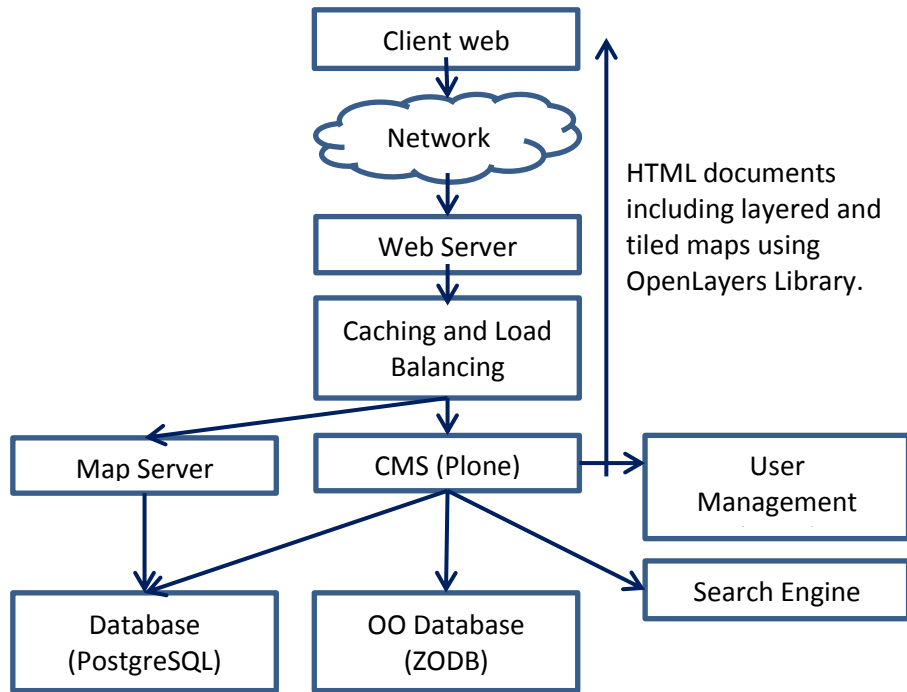 Client web
Network
HTML documents
including layered and
tiled maps using
OpenLayers Library.
Web Server
Caching and Load
Balancing
Map Server
CMS (Plone)
User
Management
Search Engine
Database
(PostgreSQL)
OO Database
(ZODB)